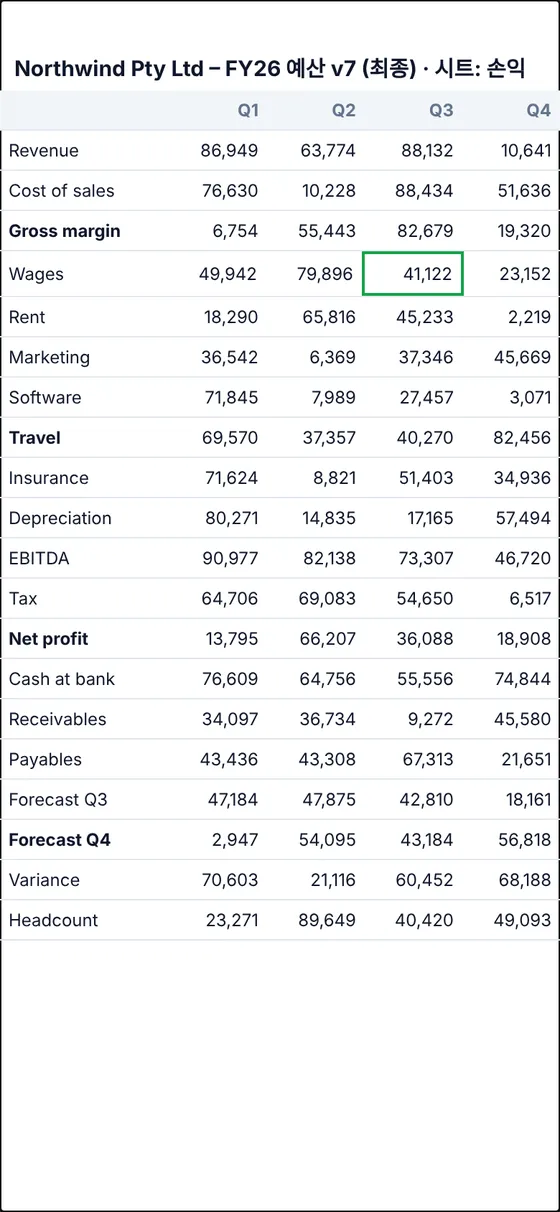 Northwind Pty Ltd – FY26 예산 v7 (최종) · 시트: 손익
Q1 Q2 Q3 Q4
Revenue 86,949 63,774 88,132 10,641
Cost of sales 76,630 10,228 88,434 51,636
Gross margin 6,754 55,443 82,679 19,320
Wages 49,942 79,896 41,122 23,152
Rent 18,290 65,816 45,233 2,219
Marketing 36,542 6,369 37,346 45,669
Software 71,845 7,989 27,457 3,071
Travel 69,570 37,357 40,270 82,456
Insurance 71,624 8,821 51,403 34,936
Depreciation 80,271 14,835 17,165 57,494
EBITDA 90,977 82,138 73,307 46,720
Tax 64,706 69,083 54,650 6,517
Net profit 13,795 66,207 36,088 18,908
Cash at bank 76,609 64,756 55,556 74,844
Receivables 34,097 36,734 9,272 45,580
Payables 43,436 43,308 67,313 21,651
Forecast Q3 47,184 47,875 42,810 18,161
Forecast Q4 2,947 54,095 43,184 56,818
Variance 70,603 21,116 60,452 68,188
Headcount 23,271 89,649 40,420 49,093